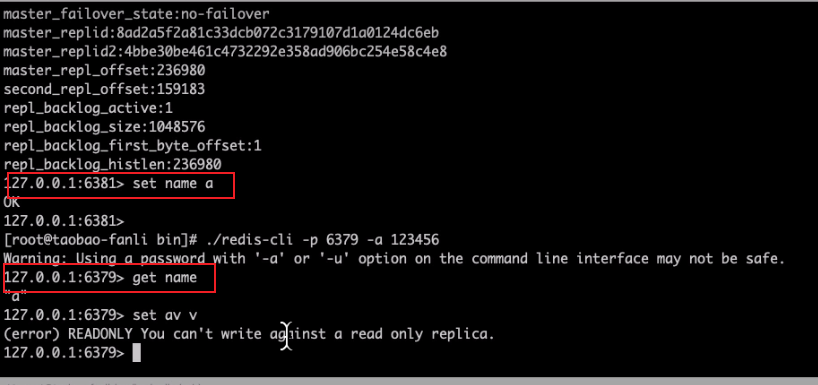 master_failover_state:no-failover
master_replid:8ad2a5f2a81c33dcb072c3179107d1a0124dc6eb
master_replid2:4bbe30be461c4732292e358ad906bc254e58c4e8
master_repl_offset:236980
second_repl_offset:159183
repl_backlog_active:1
repl_backlog_size:1048576
repl_backlog_first_byte_offset:1
repl_backlog_histlen:236980
127.0.0.1:6381> set name a
OK
127.0.0.1:6381>
[root@taobao-fanli bin]# ./redis-cli -p 6379 -a 123456
Warning: Using a password with '-a' or '-u' option on the command line interface may not be safe.
127.0.0.1:6379> get name
"a"
127.0.0.1:6379> set av v
(error) READONLY You can't write against a read only replica.
127.0.0.1:6379>